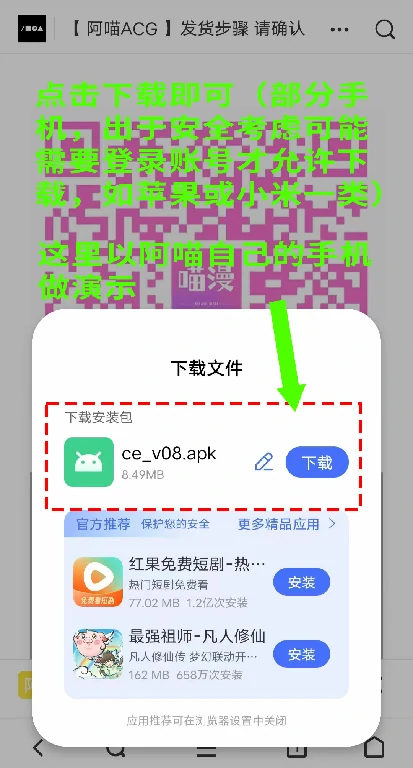 【 阿喵ACG 】发货步骤 请确认
点击下载即可（部分手
机，出于安全考虑可能
需要登录账号才允许下
载，如苹果或小米一类）
这里以阿喵自己的手机
做演示
喵漫
下载文件
下载安装包
ce_v08.apk
8.49MB
下载
官方推荐 保护您的安全 更多精品应用 >
红果免费短剧-热…
热门短剧免费看
77.02 MB 1.2亿次安装
安装
免费看短剧
最强祖师-凡人修仙
凡人修仙传 梦幻联动开…
162 MB 658万次安装
安装
应用推荐可在浏览器设置中关闭